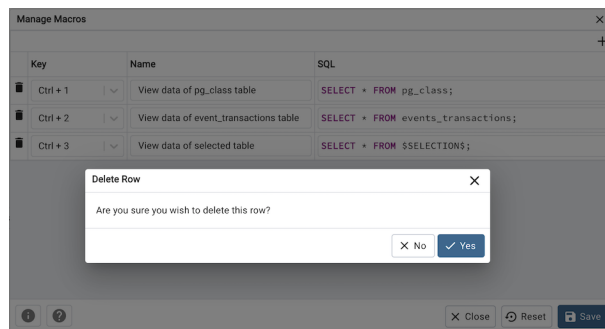 Manage Macros
Key Name SQL
Ctrl + 1 View data of pg_class table SELECT * FROM pg_class;
Ctrl + 2 View data of event_transactions table SELECT * FROM events_transactions;
Ctrl + 3 View data of selected table SELECT * FROM $SELECTION$;
Delete Row
Are you sure you wish to delete this row?
No Yes
Close Reset Save